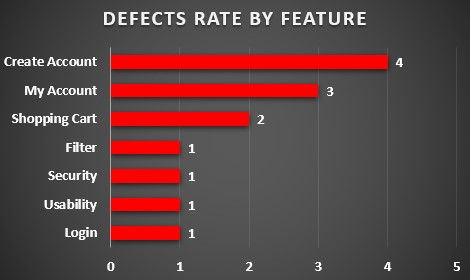 DEFECTS RATE BY FEATURE
Create Account 4
My Account 3
Shopping Cart 2
Filter 1
Security 1
Usability 1
Login 1
0 1 2 3 4 5